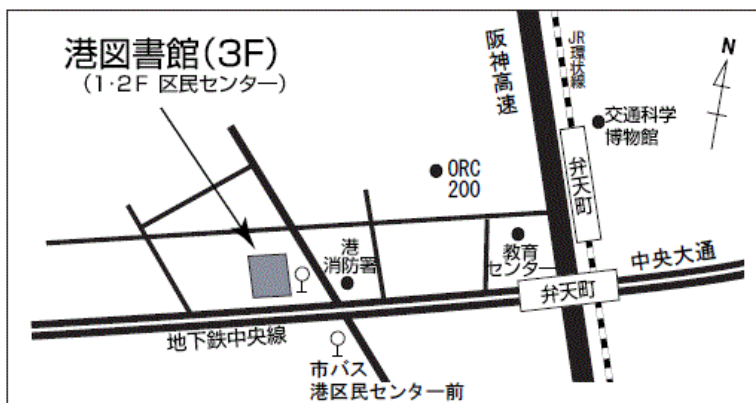 港図書館(3F)
(1・2F 区民センター)
阪神高速
JR環状線
N
交通科学
博物館
弁天町
ORC
200
港
消防署
教育
センター
中央大通
弁天町
地下鉄中央線
市バス
港区民センター前